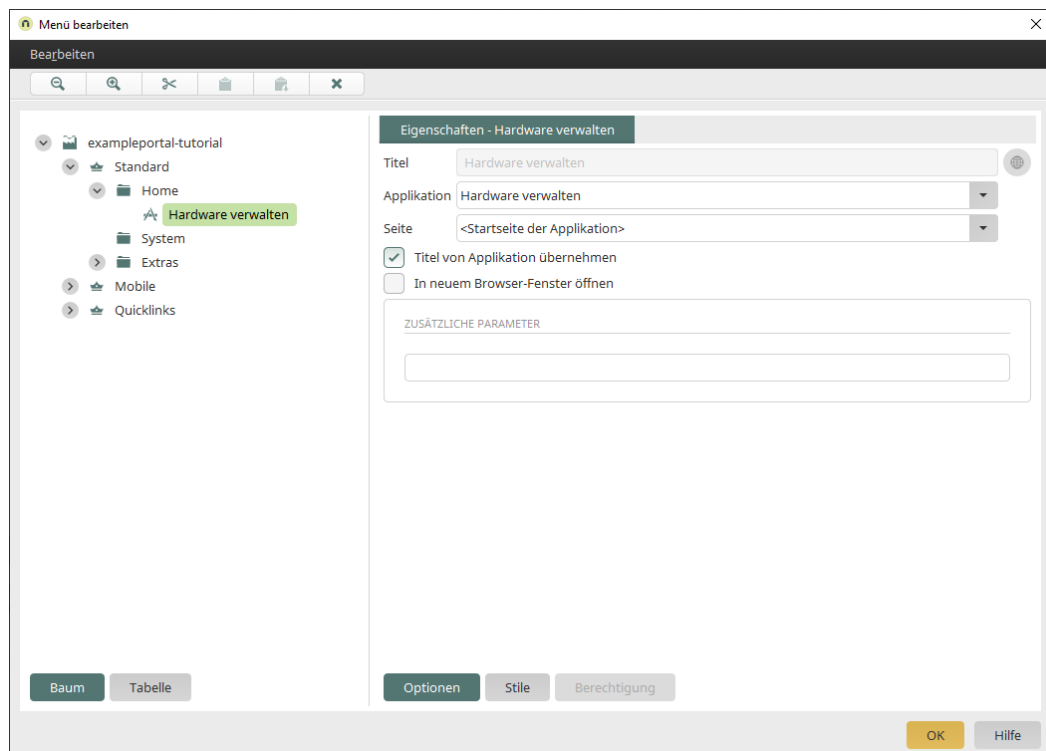 Menü bearbeiten
Bearbeiten
exampleportal-tutorial
Standard
Home
Hardware verwalten
System
Extras
Mobile
Quicklinks
Baum
Tabelle
Eigenschaften - Hardware verwalten
Titel
Hardware verwalten
Applikation
Hardware verwalten
Seite
<Startseite der Applikation>
Titel von Applikation übernehmen
In neuem Browser-Fenster öffnen
ZUSÄTZLICHE PARAMETER
Optionen
Stile
Berechtigung
OK
Hilfe